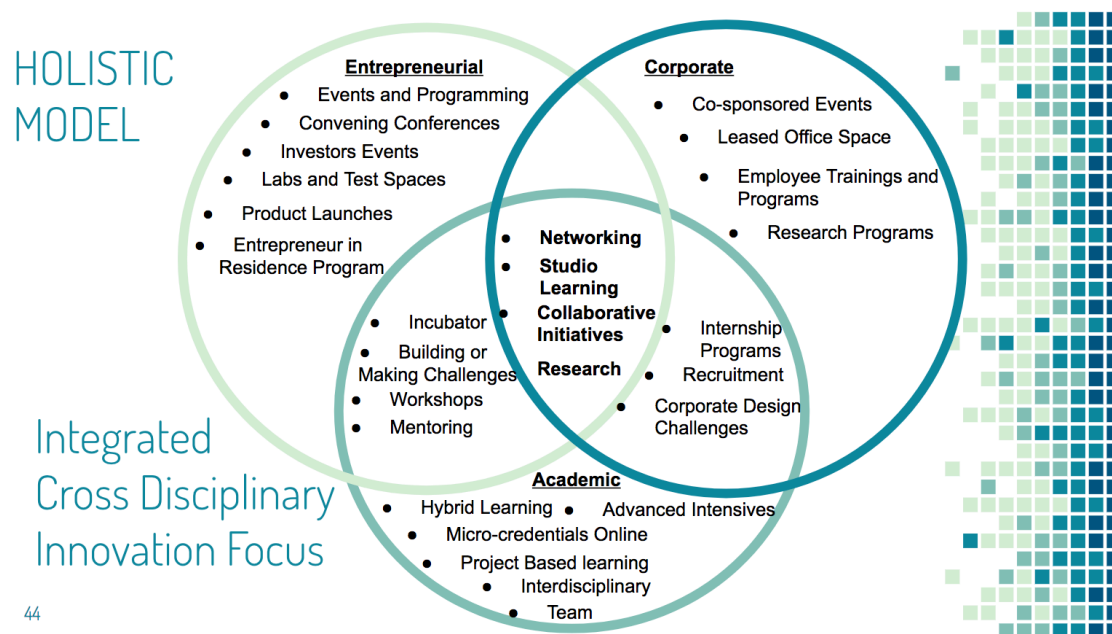 HOLISTIC
MODEL
Entrepreneurial
Events and Programming
Convening Conferences
Investors Events
Labs and Test Spaces
Product Launches
Entrepreneur in
Residence Program
Corporate
Co-sponsored Events
Leased Office Space
Employee Trainings and
Programs
Research Programs
Networking
Studio
Learning
Collaborative
Initiatives
Research
Incubator
Building or
Making Challenges
Workshops
Mentoring
Internship
Programs
Recruitment
Corporate Design
Challenges
Academic
Hybrid Learning
Advanced Intensives
Micro-credentials Online
Project Based learning
Interdisciplinary
Team
Integrated
Cross Disciplinary
Innovation Focus
44